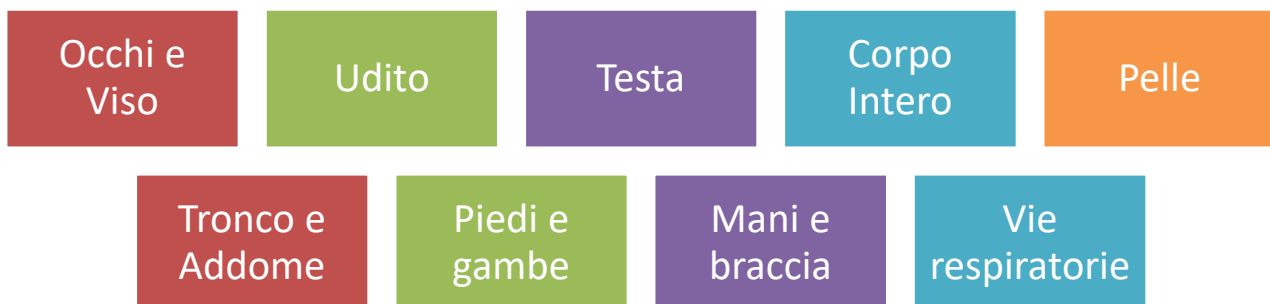 Occhi e
Viso
Udito
Testa
Corpo
Intero
Pelle
Tronco e
Addome
Piedi e
gambe
Mani e
braccia
Vie
respiratorie